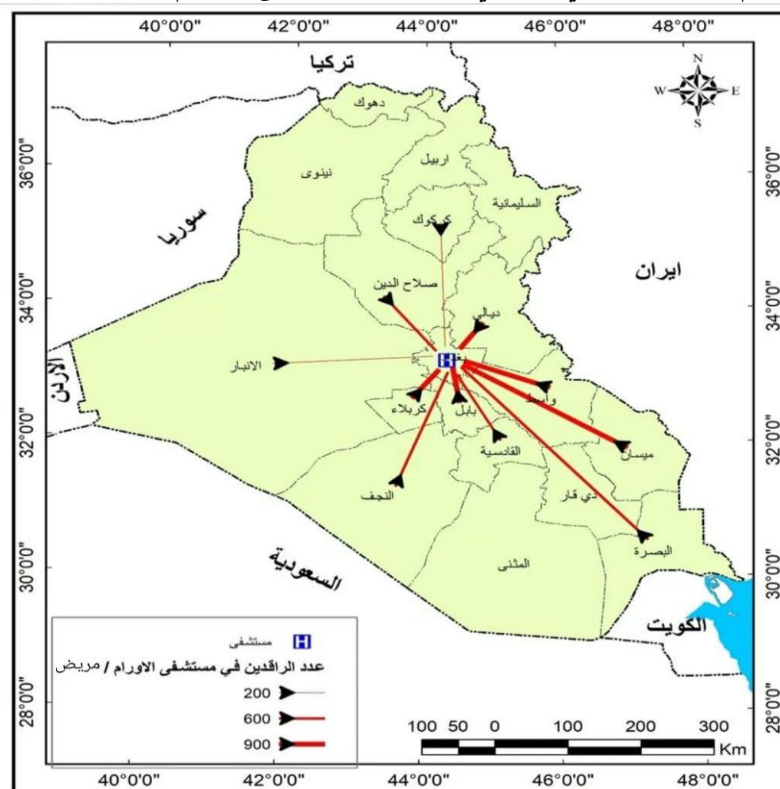 40°0'0" 42°0'0" 44°0'0" 46°0'0" 48°0'0"
تركيا
N
W E
S
دهوك
36°0'0" 36°0'0"
نينوى
اربيل
السليمانية
كركوك
سوريا
ايران
صلاح الدين
34°0'0" 34°0'0"
ديالى
H
الانبار
الاردن
كربلاء
بابل
واسط
32°0'0" 32°0'0"
القادسية
ميسان
النجف
ذي قار
البصرة
المثنى
30°0'0" 30°0'0"
السعودية
الكويت
مستشفى H
عدد الراقدين في مستشفى الاورام / مريض
200
600
900
28°0'0" 28°0'0"
100 50 0 100 200 300
Km
40°0'0" 42°0'0" 44°0'0" 46°0'0" 48°0'0"